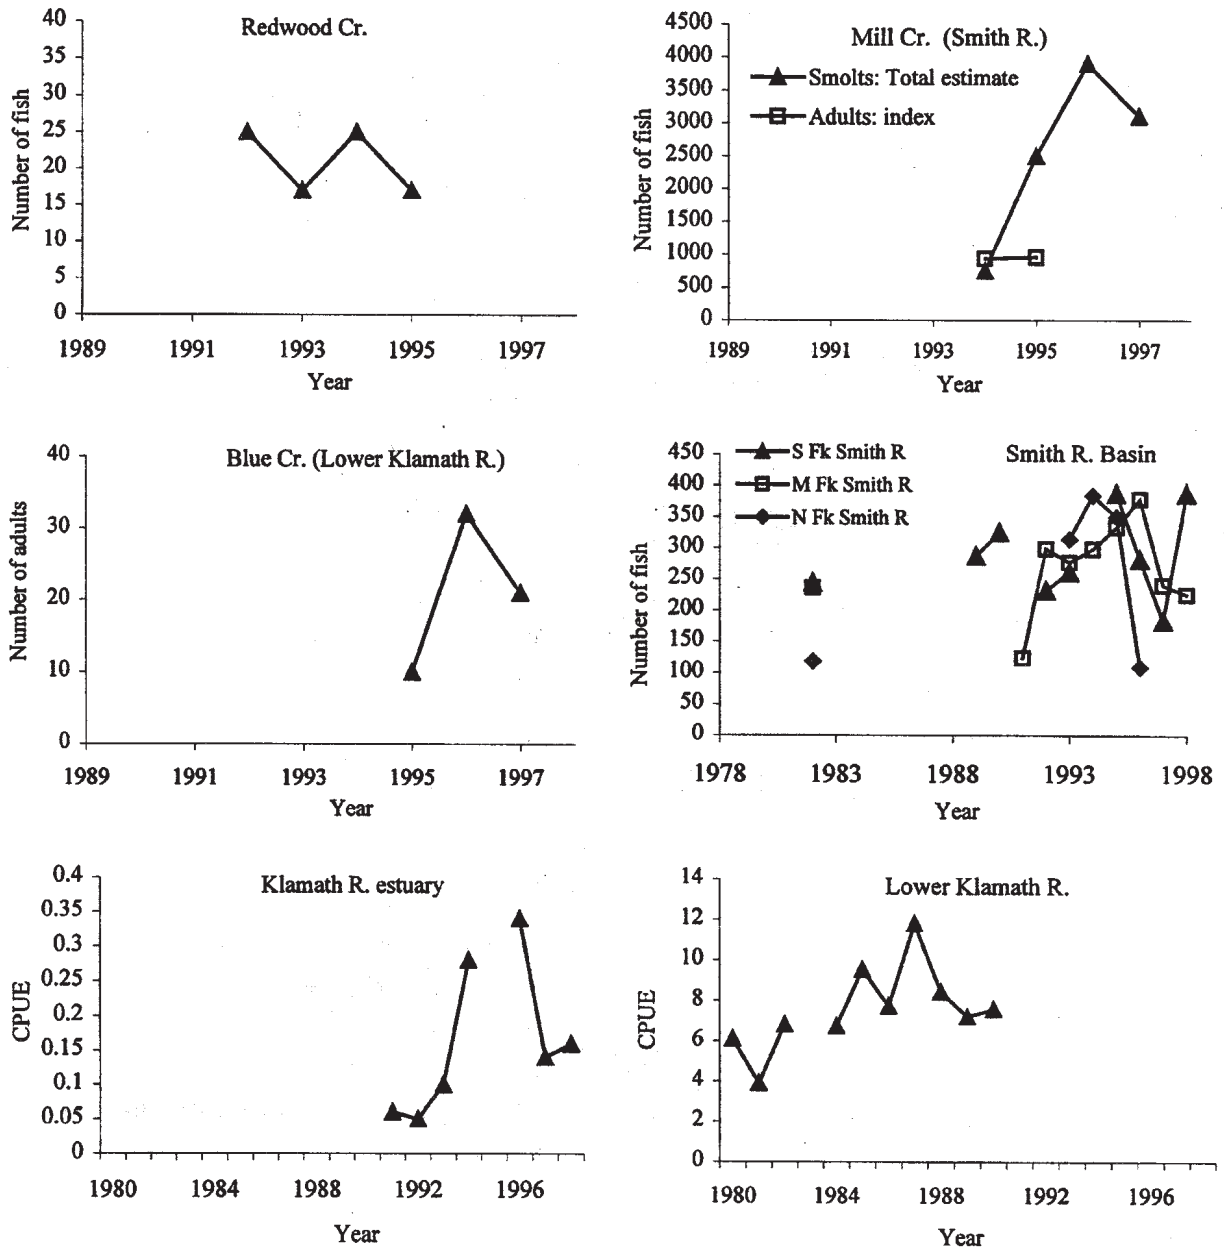 Redwood Cr.
40
35
30
25
20
15
10
5
0
Number of fish
1989 1991 1993 1995 1997
Year
Mill Cr. (Smith R.)
Smolts: Total estimate
Adults: index
4500
4000
3500
3000
2500
2000
1500
1000
500
0
Number of fish
1989 1991 1993 1995 1997
Year
Blue Cr. (Lower Klamath R.)
40
30
20
10
0
Number of adults
1989 1991 1993 1995 1997
Year
S Fk Smith R
M Fk Smith R
N Fk Smith R
Smith R. Basin
450
400
350
300
250
200
150
100
50
0
Number of fish
1978 1983 1988 1993 1998
Year
Klamath R. estuary
0.4
0.35
0.3
0.25
0.2
0.15
0.1
0.05
0
CPUE
1980 1984 1988 1992 1996
Year
Lower Klamath R.
14
12
10
8
6
4
2
0
CPUE
1980 1984 1988 1992 1996
Year